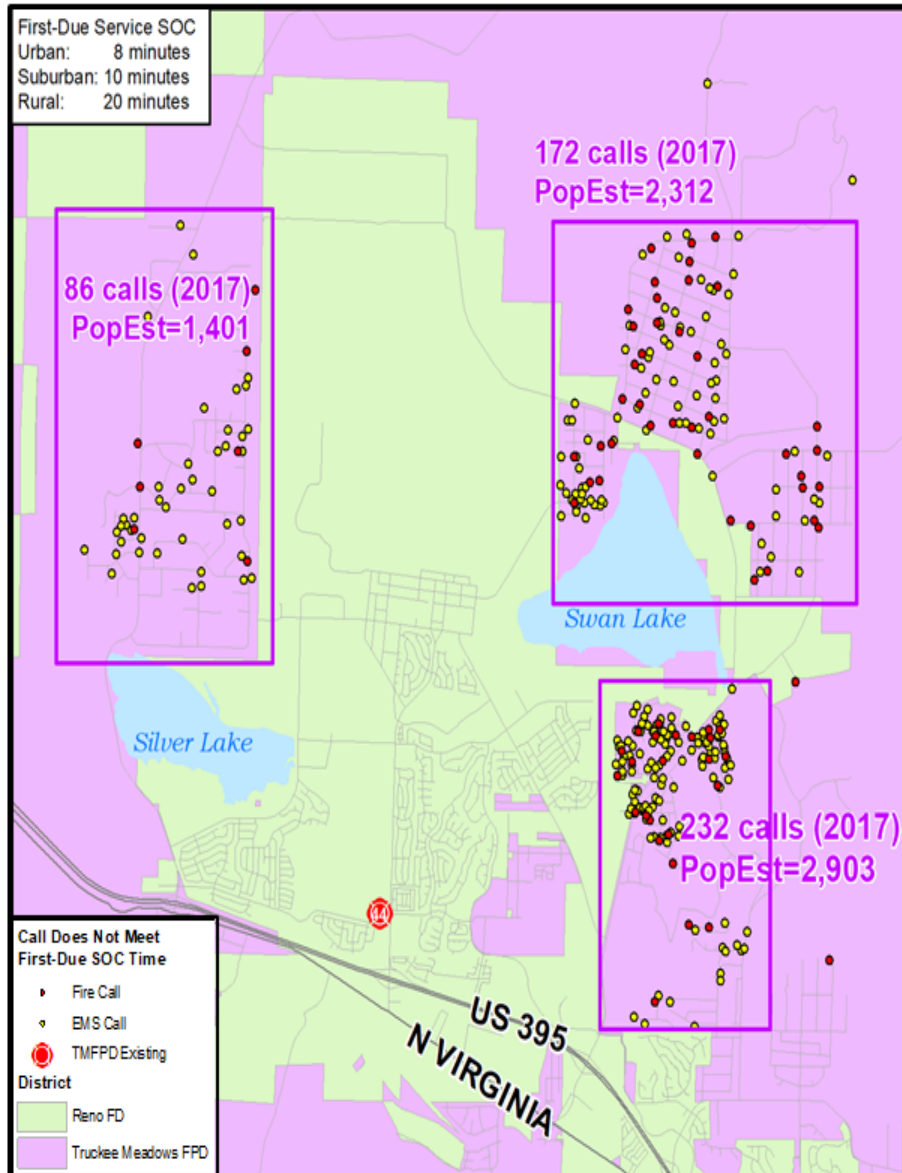 First-Due Service SOC
Urban: 8 minutes
Suburban: 10 minutes
Rural: 20 minutes
172 calls (2017)
PopEst=2,312
86 calls (2017)
PopEst=1,401
Swan Lake
Silver Lake
232 calls (2017)
PopEst=2,903
44
US 395
N VIRGINIA
Call Does Not Meet
First-Due SOC Time
Fire Call
EMS Call
TMFPD Existing
District
Reno FD
Truckee Meadows FPD